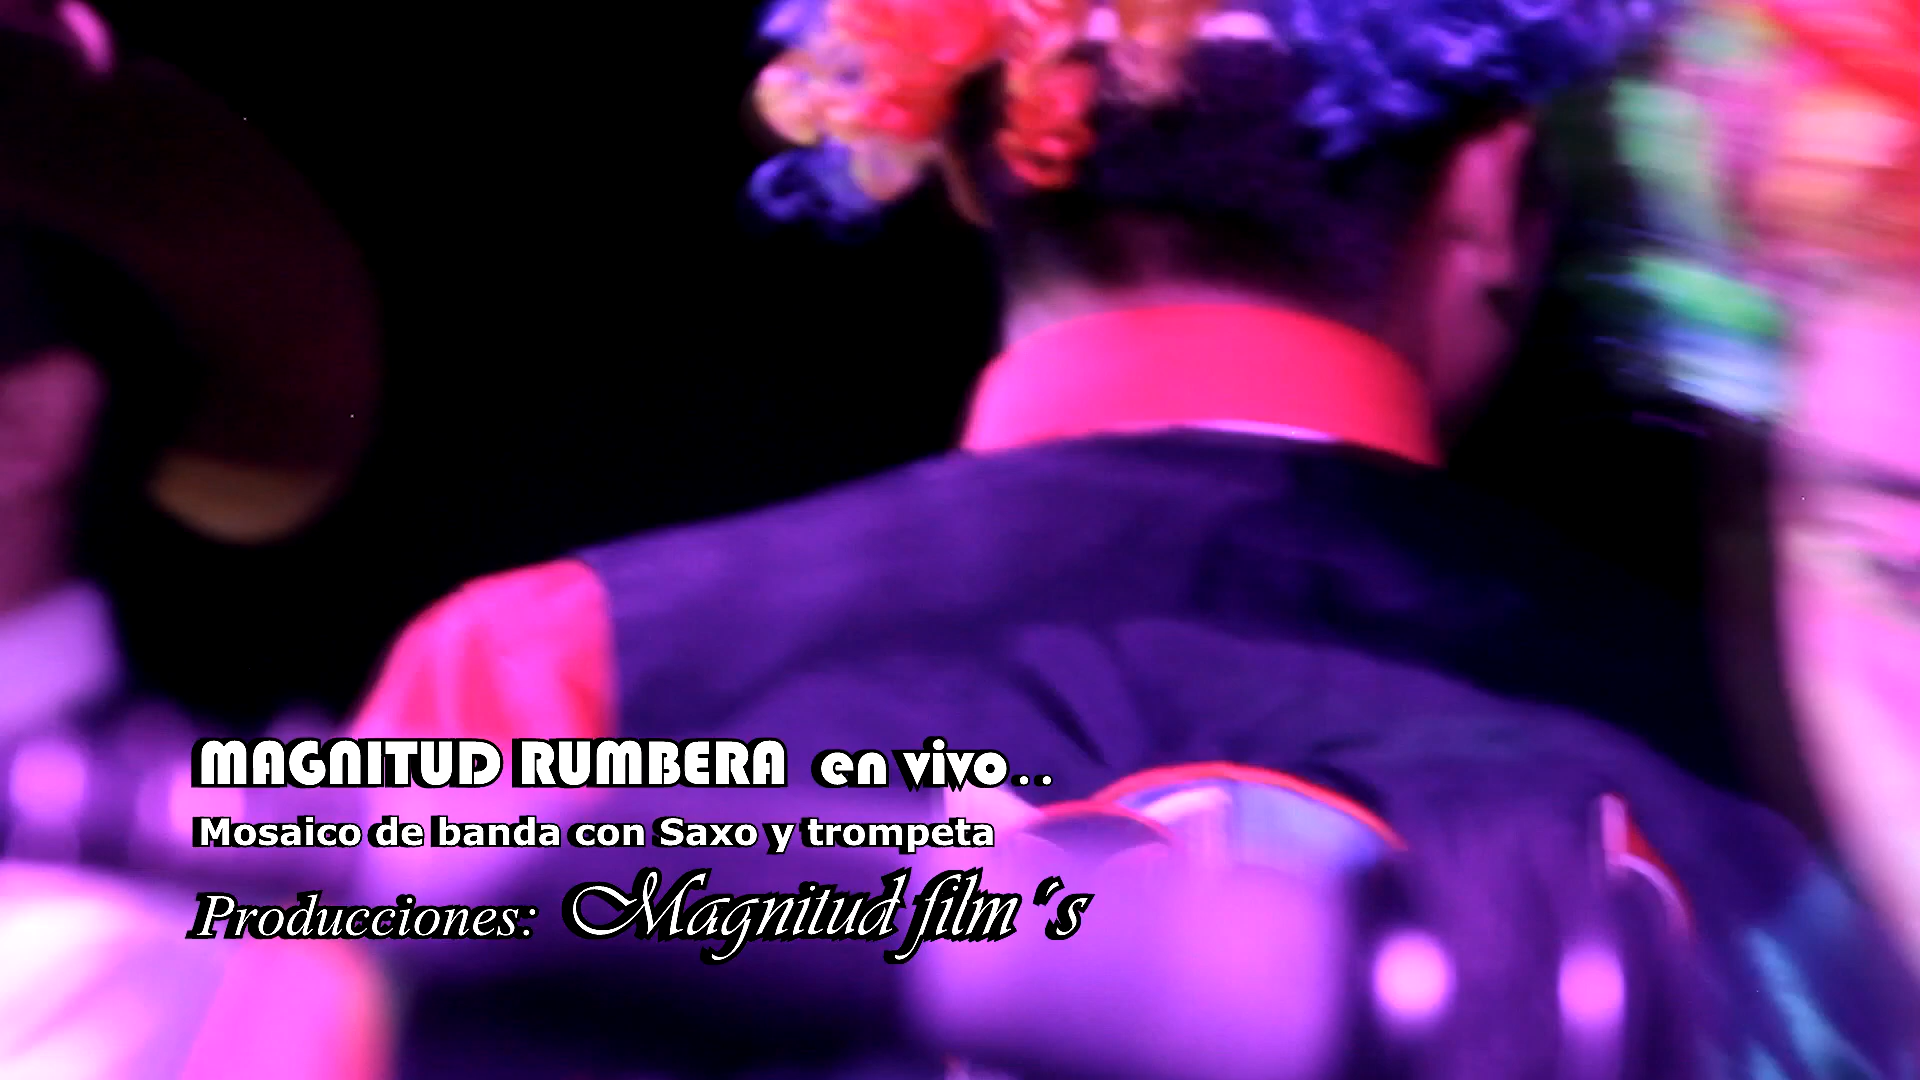 MAGNITUD RUMBERA en vivo..
Mosaico de banda con Saxo y trompeta
Producciones: Magnitud film´s